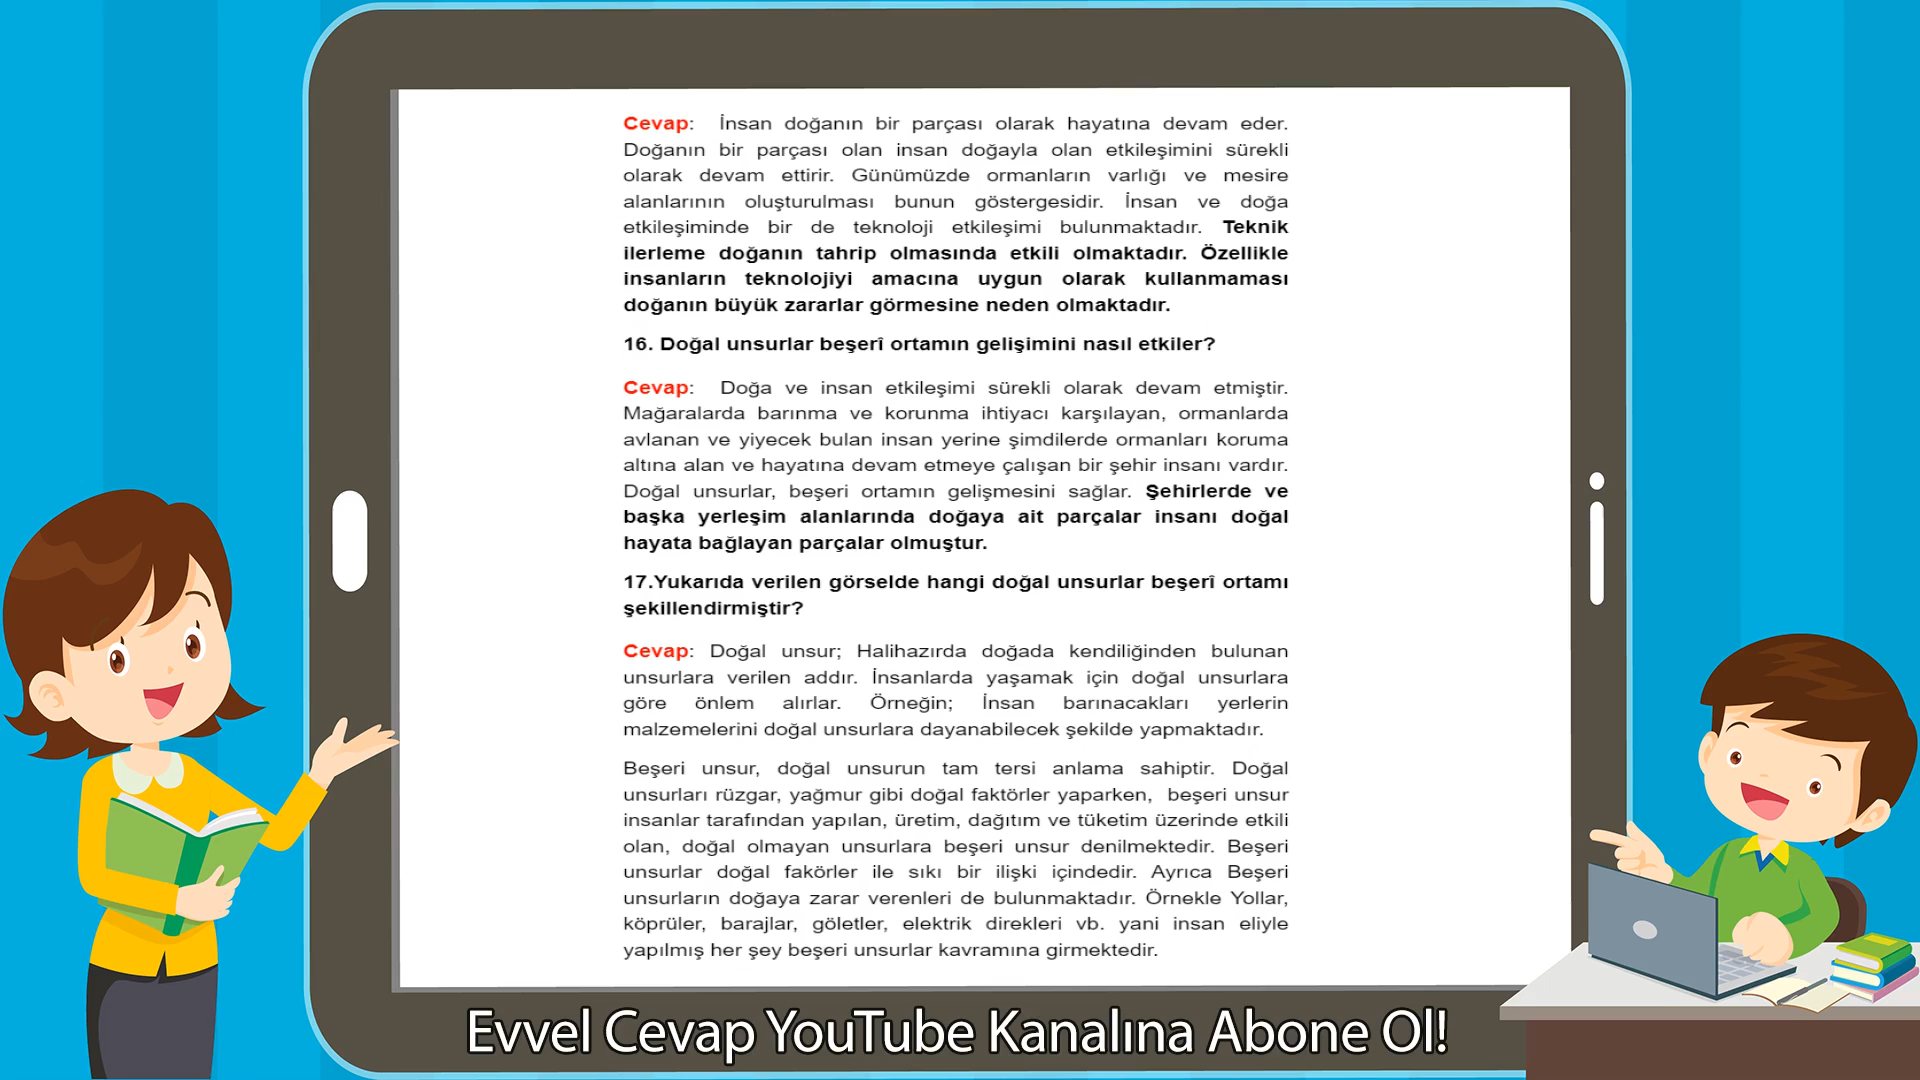 Cevap: İnsan doğanın bir parçası olarak hayatına devam eder.
Doğanın bir parçası olan insan doğayla olan etkileşimini sürekli
olarak devam ettirir. Günümüzde ormanların varlığı ve mesire
alanlarının oluşturulması bunun göstergesidir. İnsan ve doğa
etkileşiminde bir de teknoloji etkileşimi bulunmaktadır. Teknik
ilerleme doğanın tahrip olmasında etkili olmaktadır. Özellikle
insanların teknolojiyi amacına uygun olarak kullanmaması
doğanın büyük zararlar görmesine neden olmaktadır.
16. Doğal unsurlar beşerî ortamın gelişimini nasıl etkiler?
Cevap: Doğa ve insan etkileşimi sürekli olarak devam etmiştir.
Mağaralarda barınma ve korunma ihtiyacı karşılayan, ormanlarda
avlanan ve yiyecek bulan insan yerine şimdilerde ormanları koruma
altına alan ve hayatına devam etmeye çalışan bir şehir insanı vardır.
Doğal unsurlar, beşeri ortamın gelişmesini sağlar. Şehirlerde ve
başka yerleşim alanlarında doğaya ait parçalar insanı doğal
hayata bağlayan parçalar olmuştur.
17.Yukarıda verilen görselde hangi doğal unsurlar beşerî ortamı
şekillendirmiştir?
Cevap: Doğal unsur; Halihazırda doğada kendiliğinden bulunan
unsurlara verilen addır. İnsanlarda yaşamak için doğal unsurlara
göre önlem alırlar. Örneğin; İnsan barınacakları yerlerin
malzemelerini doğal unsurlara dayanabilecek şekilde yapmaktadır.
Beşeri unsur, doğal unsurun tam tersi anlama sahiptir. Doğal
unsurları rüzgar, yağmur gibi doğal faktörler yaparken, beşeri unsur
insanlar tarafından yapılan, üretim, dağıtım ve tüketim üzerinde etkili
olan, doğal olmayan unsurlara beşeri unsur denilmektedir. Beşeri
unsurlar doğal fakörler ile sıkı bir ilişki içindedir. Ayrıca Beşeri
unsurların doğaya zarar verenleri de bulunmaktadır. Örnekle Yollar,
köprüler, barajlar, göletler, elektrik direkleri vb. yani insan eliyle
yapılmış her şey beşeri unsurlar kavramına girmektedir.
Evvel Cevap YouTube Kanalına Abone Ol!